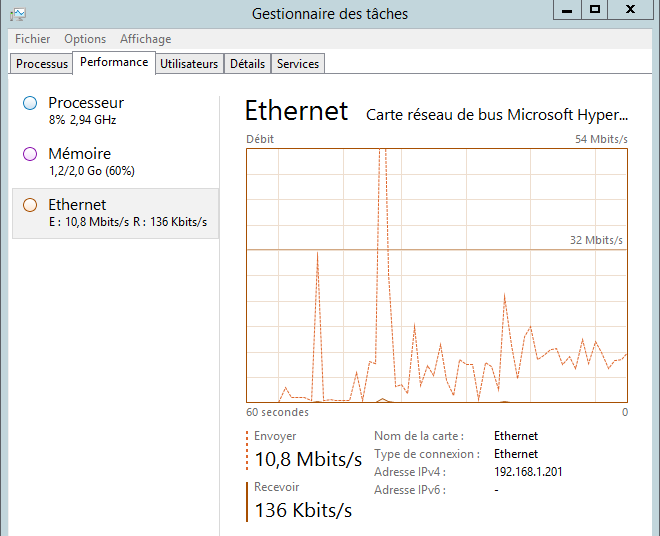 Gestionnaire des tâches
Fichier Options Affichage
Processus Performance Utilisateurs Détails Services
Processeur
8% 2,94 GHz
Mémoire
1,2/2,0 Go (60%)
Ethernet
E : 10,8 Mbits/s R : 136 Kbits/s
Ethernet Carte réseau de bus Microsoft Hyper...
Débit 54 Mbits/s
32 Mbits/s
60 secondes 0
Envoyer
10,8 Mbits/s
Recevoir
136 Kbits/s
Nom de la carte : Ethernet
Type de connexion : Ethernet
Adresse IPv4 : 192.168.1.201
Adresse IPv6 : -